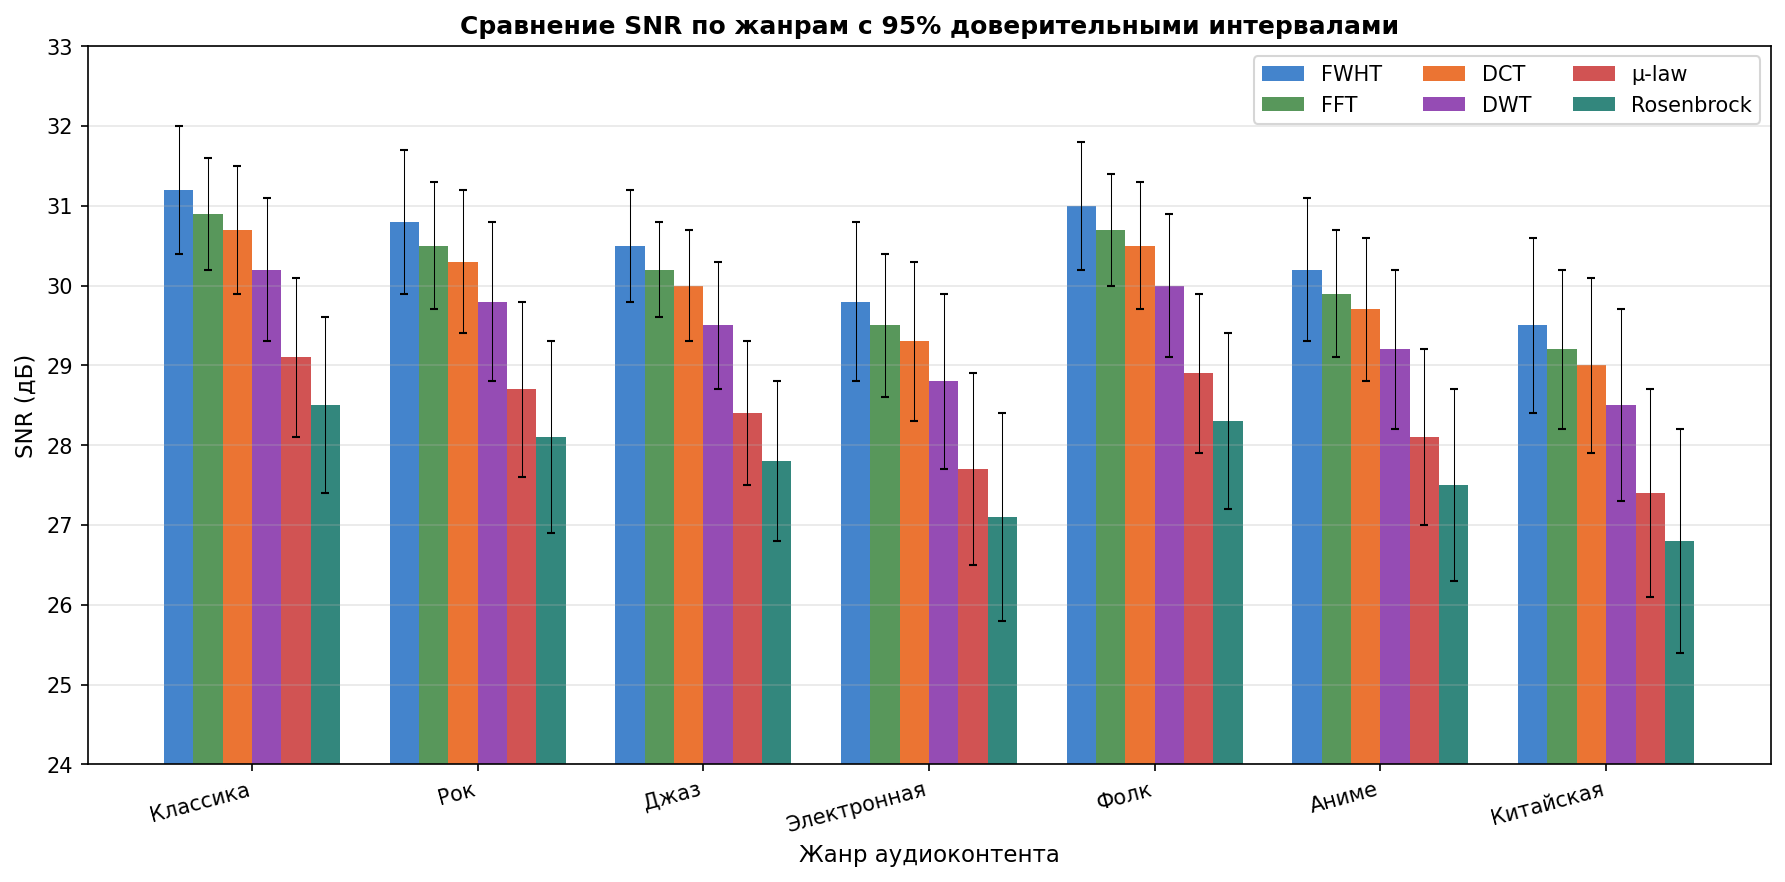 Сравнение SNR по жанрам с 95% доверительными интервалами
33
32
31
30
29
28
27
26
25
24
SNR (дБ)
FWHT DCT μ-law
FFT DWT Rosenbrock
Классика Рок Джаз Электронная Фолк Аниме Китайская
Жанр аудиоконтента